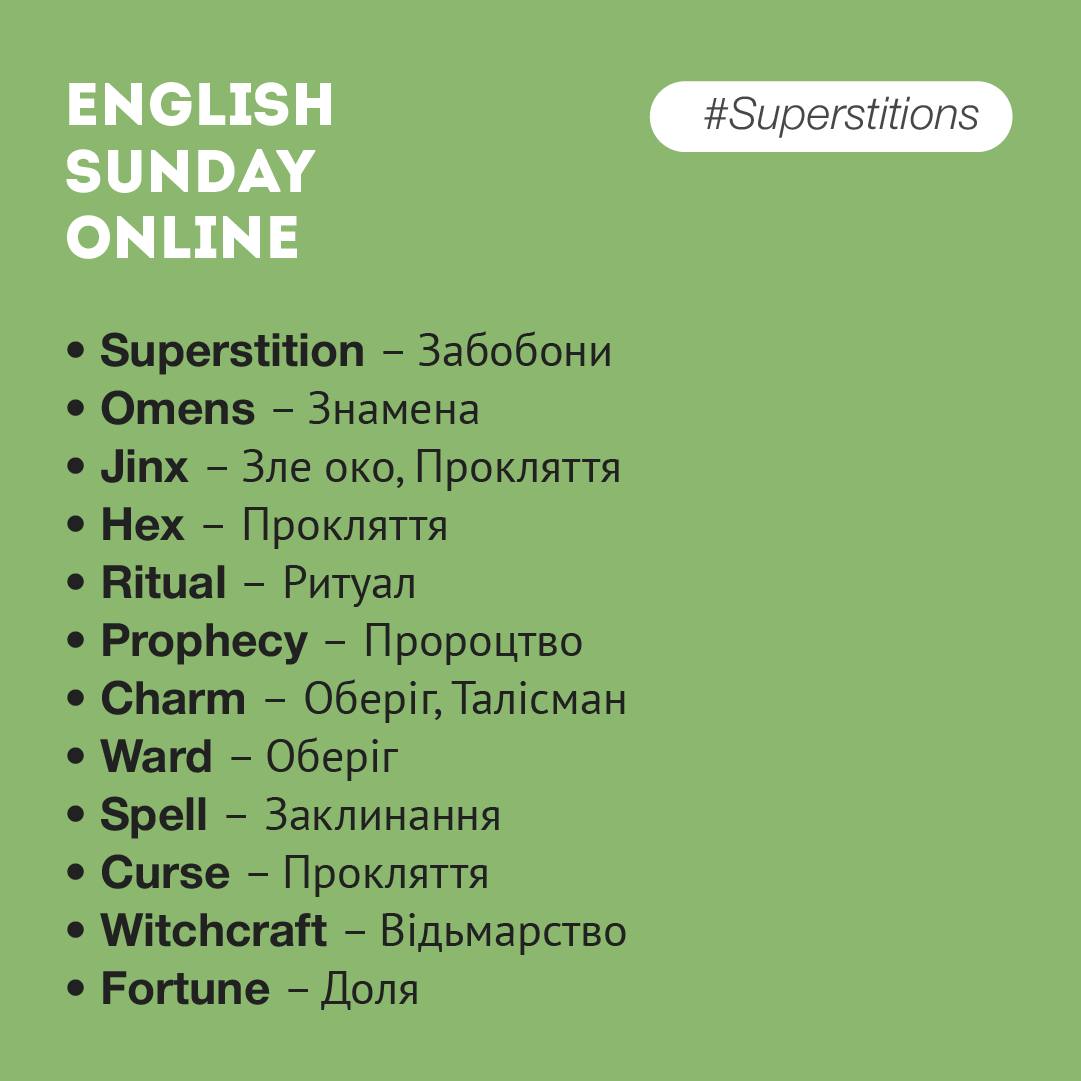 ENGLISH
SUNDAY
ONLINE
#Superstitions
• Superstition – Забобони
• Omens – Знамена
• Jinx – Зле око, Прокляття
• Hex – Прокляття
• Ritual – Ритуал
• Prophecy – Пророцтво
• Charm – Оберіг, Талісман
• Ward – Оберіг
• Spell – Заклинання
• Curse – Прокляття
• Witchcraft – Відьмарство
• Fortune – Доля